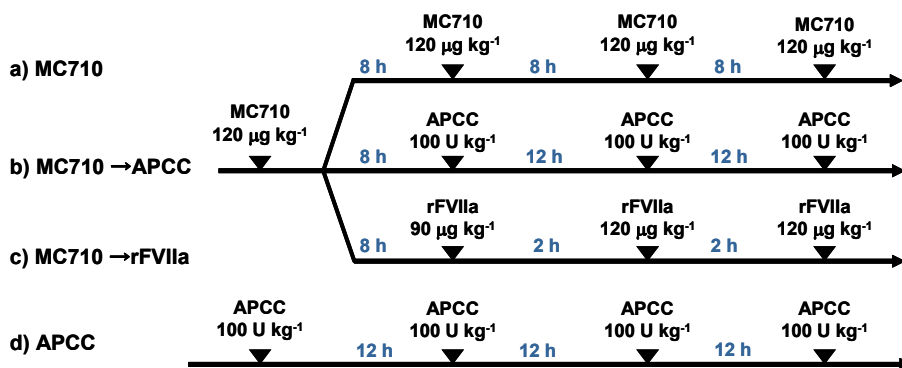 MC710 MC710 MC710
120 μg kg-1 120 μg kg-1 120 μg kg-1
a) MC710 8 h 8 h 8 h
MC710 APCC APCC APCC
120 μg kg-1 100 U kg-1 100 U kg-1 100 U kg-1
b) MC710 →APCC 8 h 12 h 12 h
rFVIIa rFVIIa rFVIIa
90 μg kg-1 120 μg kg-1 120 μg kg-1
c) MC710 →rFVIIa 8 h 2 h 2 h
APCC APCC APCC APCC
100 U kg-1 100 U kg-1 100 U kg-1 100 U kg-1
d) APCC 12 h 12 h 12 h